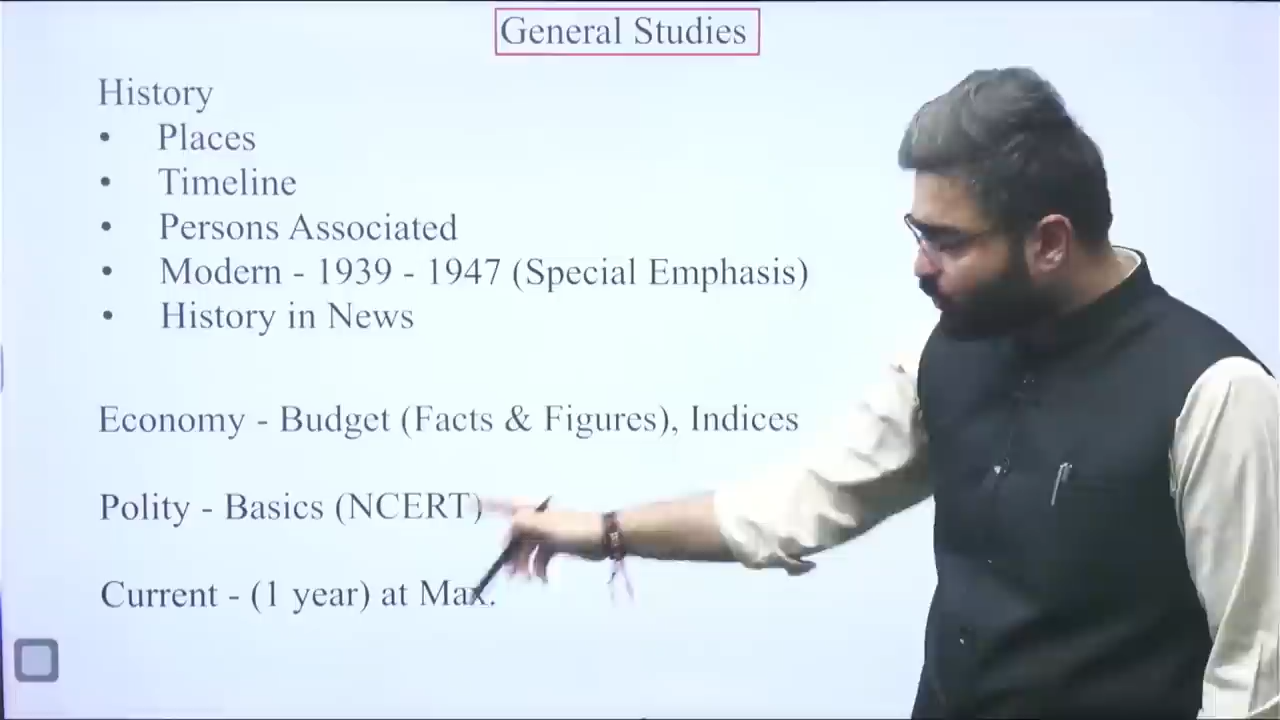 General Studies
History
• Places
• Timeline
• Persons Associated
• Modern - 1939 - 1947 (Special Emphasis)
• History in News
Economy - Budget (Facts & Figures), Indices
Polity - Basics (NCERT)
Current - (1 year) at Max.